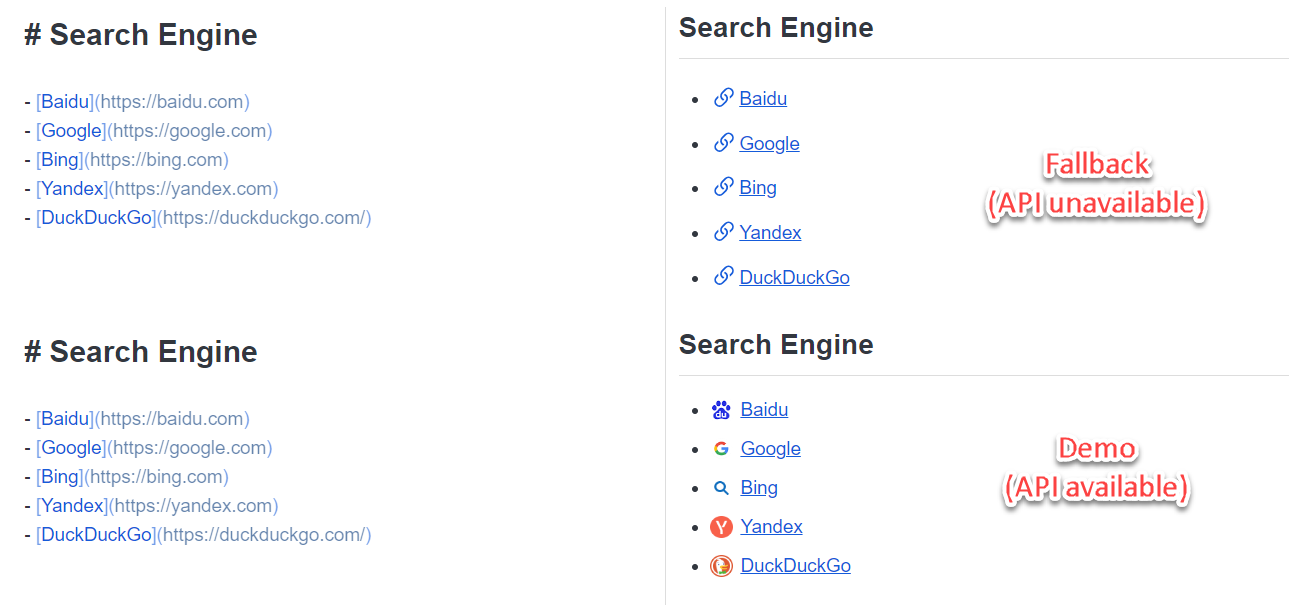 # Search Engine
- [Baidu](https://baidu.com)
- [Google](https://google.com)
- [Bing](https://bing.com)
- [Yandex](https://yandex.com)
- [DuckDuckGo](https://duckduckgo.com/)
Search Engine
Baidu
Google
Bing
Yandex
DuckDuckGo
Fallback
(API unavailable)
# Search Engine
- [Baidu](https://baidu.com)
- [Google](https://google.com)
- [Bing](https://bing.com)
- [Yandex](https://yandex.com)
- [DuckDuckGo](https://duckduckgo.com/)
Search Engine
du Baidu
G Google
Bing
Y Yandex
DuckDuckGo
Demo
(API available)